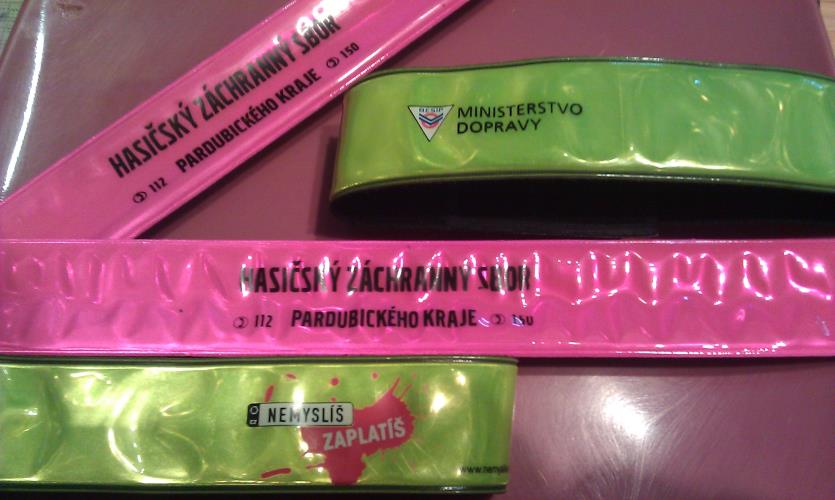 HASIČSKÝ ZÁCHRANNÝ SBOR
112 PARDUBICKÉHO KRAJE 150
BESIP
MINISTERSTVO
DOPRAVY
HASIČSKÝ ZÁCHRANNÝ SBOR
112 PARDUBICKÉHO KRAJE 150
NEMYSLÍŠ
ZAPLATÍŠ